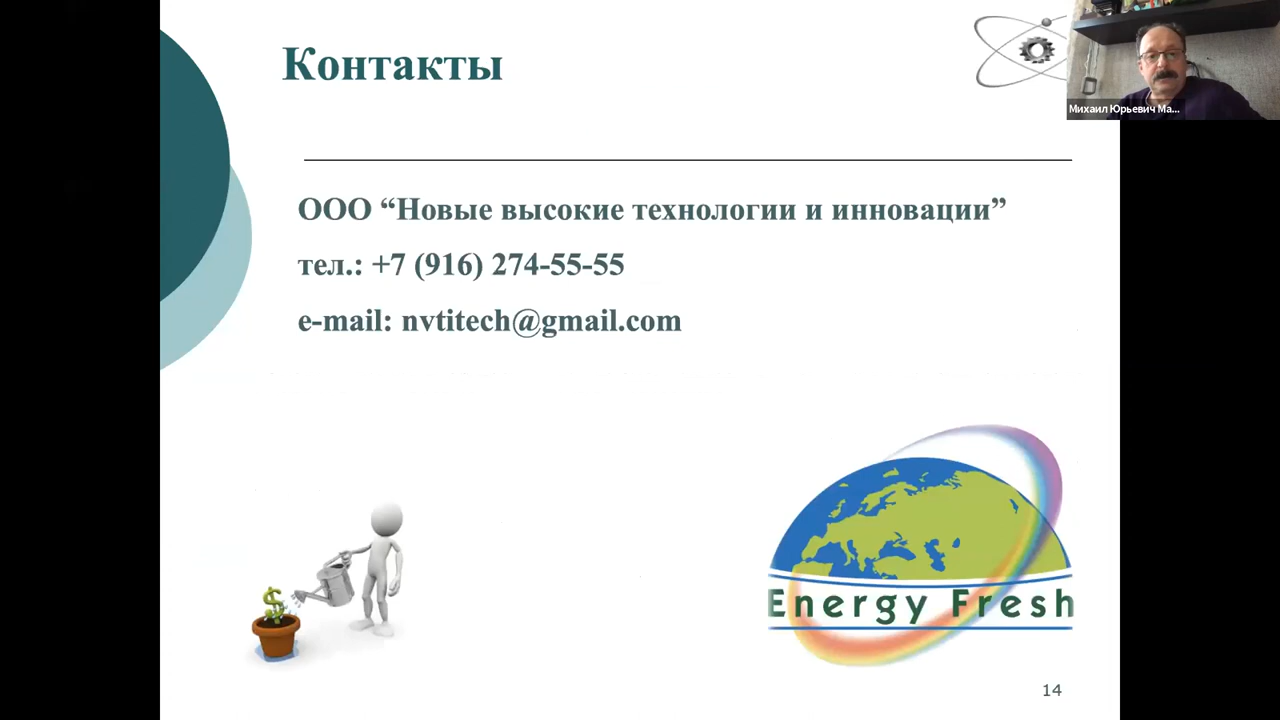 Контакты
Михаил Юрьевич Ма...
ООО “Новые высокие технологии и инновации”
тел.: +7 (916) 274-55-55
e-mail: nvtitech@gmail.com
$
Energy Fresh
14